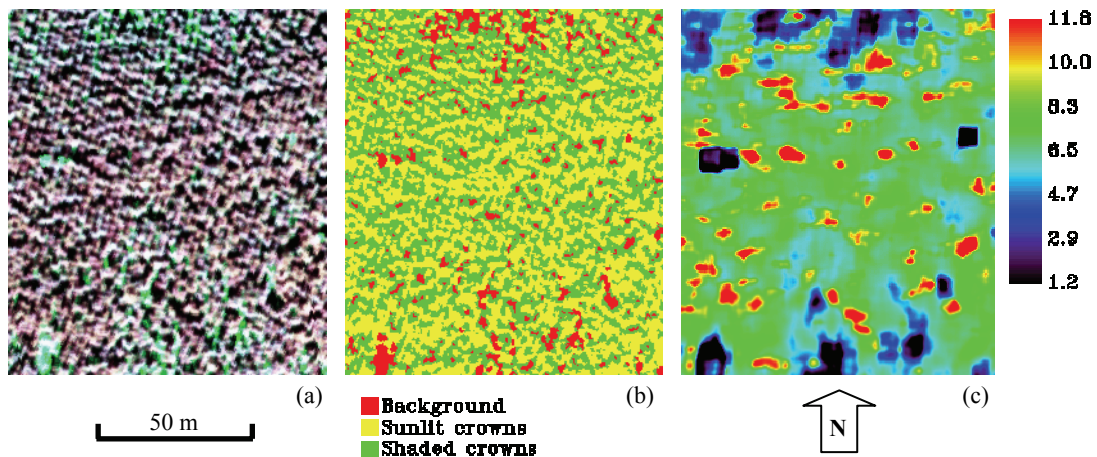 11.8
10.0
8.3
6.5
4.7
2.9
1.2
(a)
(b)
(c)
50 m
Background
Sunlit crowns
Shaded crowns
N